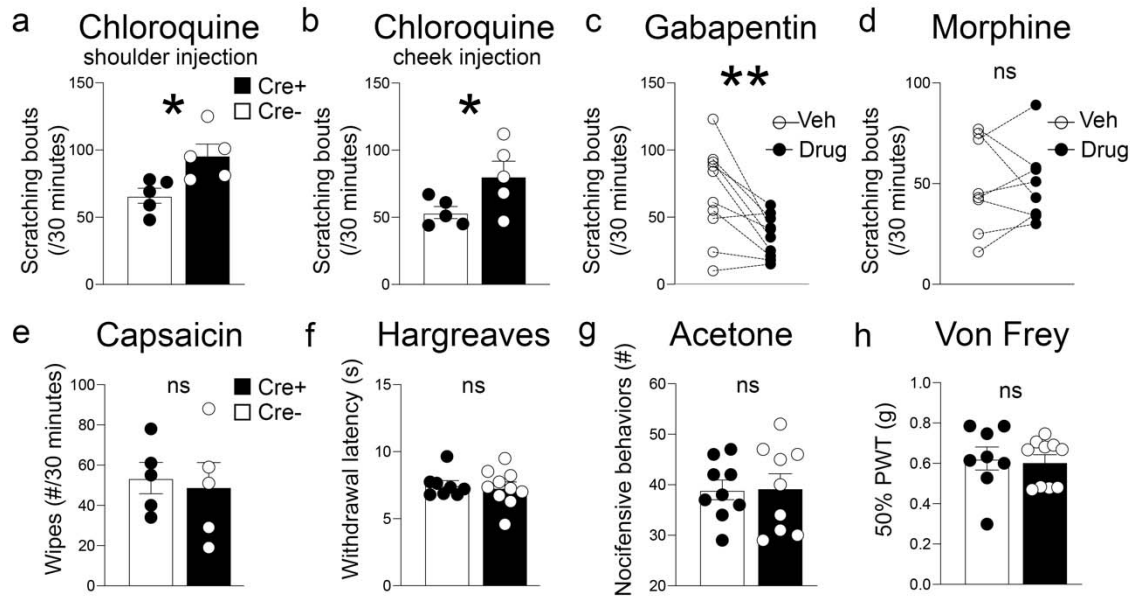 a
Chloroquine
shoulder injection
Scratching bouts
(/30 minutes)
150
100
50
0
*
Cre+
Cre-
b
Chloroquine
cheek injection
Scratching bouts
(/30 minutes)
150
100
50
0
*
c
Gabapentin
Scratching bouts
(/30 minutes)
150
100
50
0
**
Veh
Drug
d
Morphine
Scratching bouts
(/30 minutes)
100
50
0
ns
Veh
Drug
e
Capsaicin
Wipes (#/30 minutes)
100
80
60
40
20
0
ns
Cre+
Cre-
f
Hargreaves
Withdrawal latency (s)
15
10
5
0
ns
g
Acetone
Nocifensive behaviors (#)
60
50
40
30
20
ns
h
Von Frey
50% PWT (g)
1.0
0.8
0.6
0.4
0.2
0.0
ns